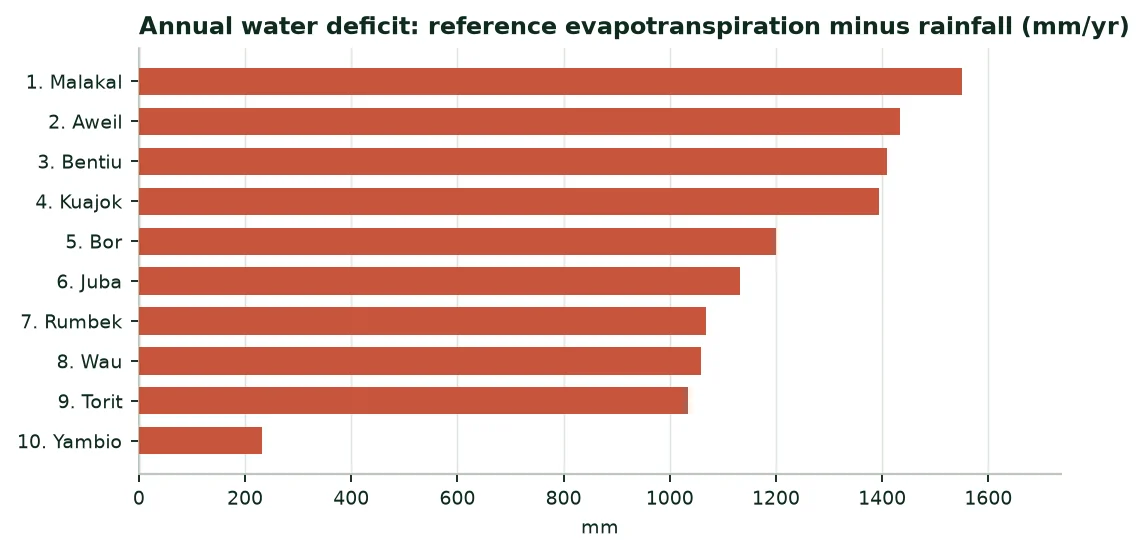 Annual water deficit: reference evapotranspiration minus rainfall (mm/yr)
1. Malakal
2. Aweil
3. Bentiu
4. Kuajok
5. Bor
6. Juba
7. Rumbek
8. Wau
9. Torit
10. Yambio
0 200 400 600 800 1000 1200 1400 1600
mm